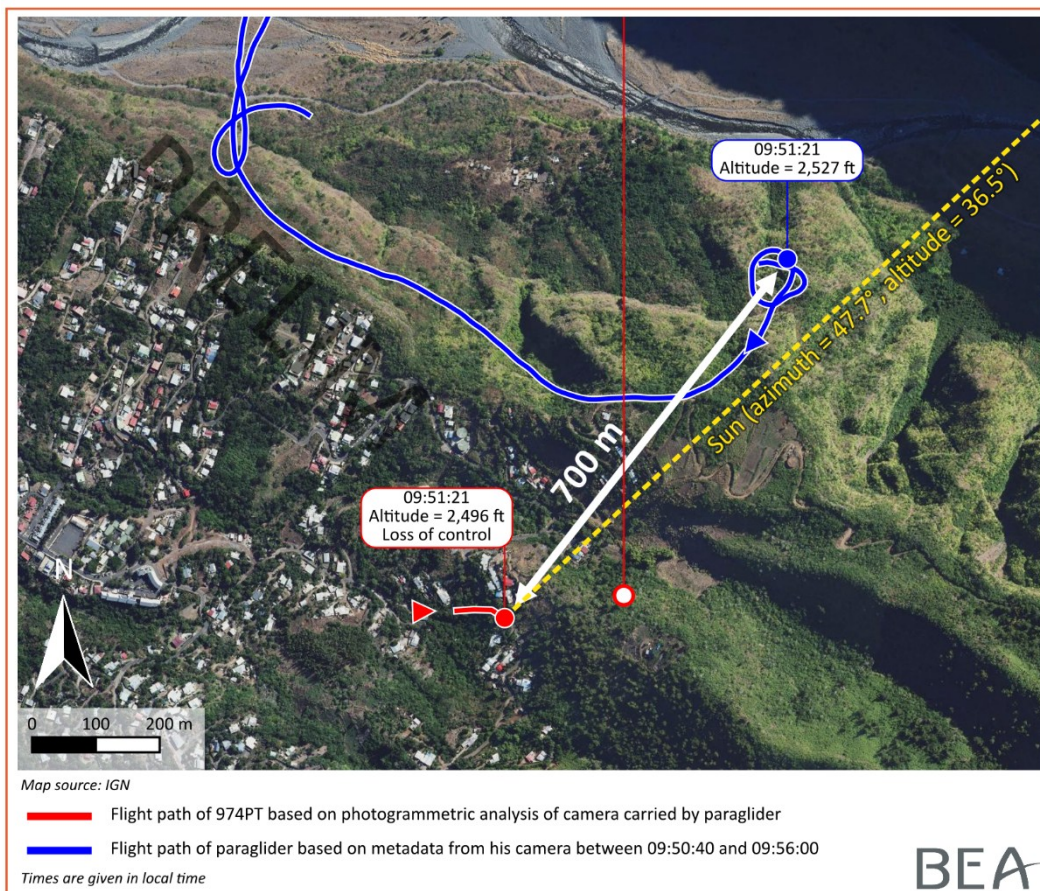 09:51:21
Altitude = 2,527 ft
Sun (azimuth = 47.7°, altitude = 36.5°)
PRELIM
700 m
09:51:21
Altitude = 2,496 ft
Loss of control
N
0 100 200 m
Map source: IGN
Flight path of 974PT based on photogrammetric analysis of camera carried by paraglider
Flight path of paraglider based on metadata from his camera between 09:50:40 and 09:56:00
Times are given in local time
BEA